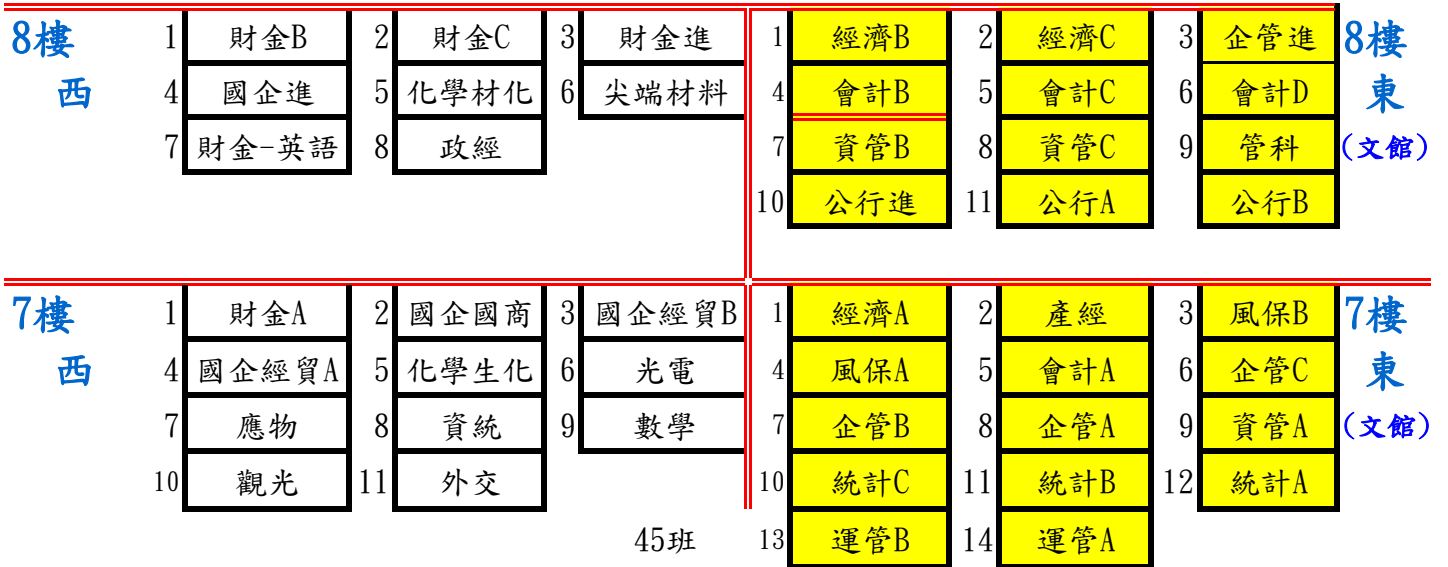 8樓 1 財金B 2 財金C 3 財金進 1 經濟B 2 經濟C 3 企管進 8樓
西 4 國企進 5 化學材化 6 尖端材料 4 會計B 5 會計C 6 會計D 東
7 財金-英語 8 政經 7 資管B 8 資管C 9 管科 (文館)
10 公行進 11 公行A 公行B
7樓 1 財金A 2 國企國商 3 國企經貿B 1 經濟A 2 產經 3 風保B 7樓
西 4 國企經貿A 5 化學生化 6 光電 4 風保A 5 會計A 6 企管C 東
7 應物 8 資統 9 數學 7 企管B 8 企管A 9 資管A (文館)
10 觀光 11 外交 10 統計C 11 統計B 12 統計A
45班 13 運管B 14 運管A